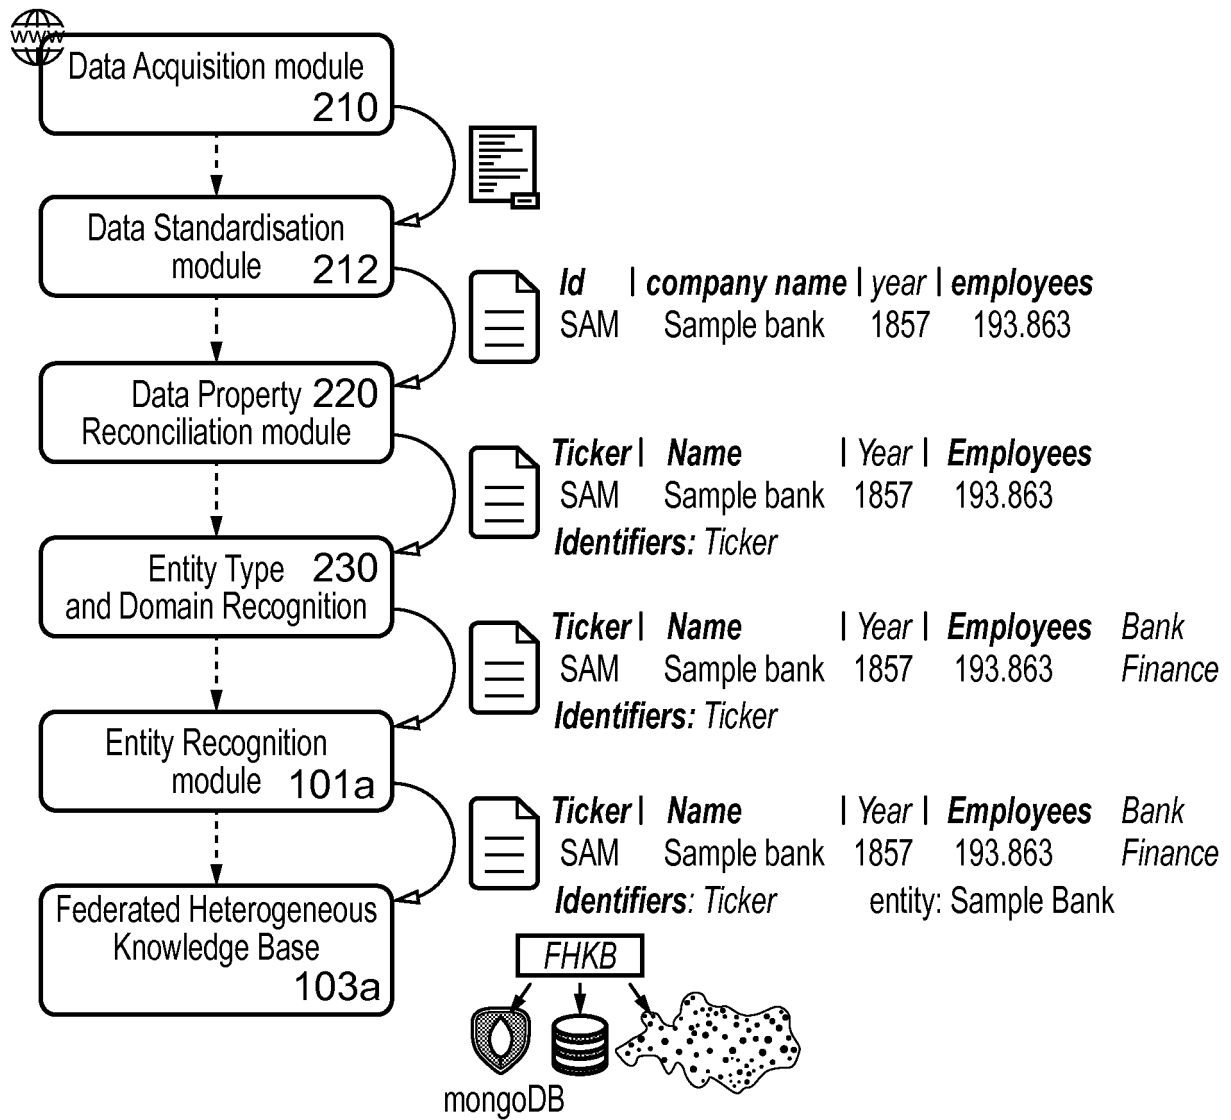 WWW
Data Acquisition module
210
Data Standardisation
module 212
Id | company name | year | employees
SAM Sample bank 1857 193.863
Data Property 220
Reconciliation module
Ticker | Name | Year | Employees
SAM Sample bank 1857 193.863
Identifiers: Ticker
Entity Type 230
and Domain Recognition
Ticker | Name | Year | Employees Bank
SAM Sample bank 1857 193.863 Finance
Identifiers: Ticker
Entity Recognition
module 101a
Ticker | Name | Year | Employees Bank
SAM Sample bank 1857 193.863 Finance
Identifiers: Ticker entity: Sample Bank
Federated Heterogeneous
Knowledge Base
103a
FHKB
mongoDB